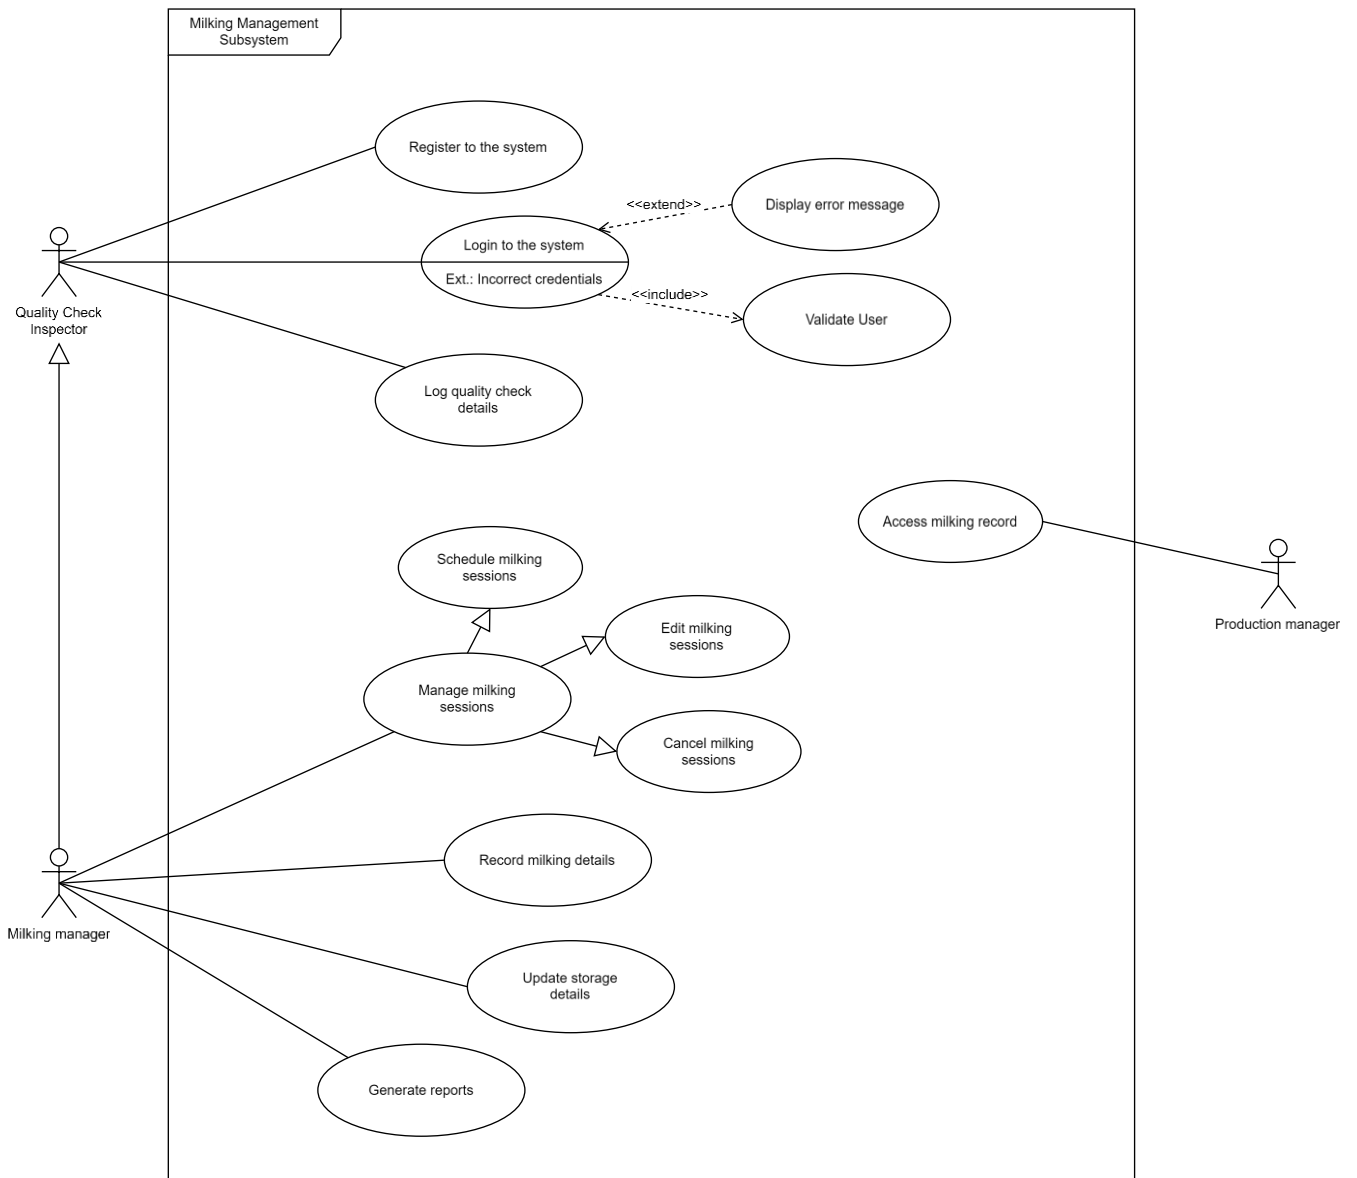 Milking Management
Subsystem
Register to the system
<<extend>>
Display error message
Login to the system
Ext.: Incorrect credentials
<<include>>
Validate User
Quality Check
Inspector
Log quality check
details
Access milking record
Schedule milking
sessions
Production manager
Edit milking
sessions
Manage milking
sessions
Cancel milking
sessions
Record milking details
Milking manager
Update storage
details
Generate reports